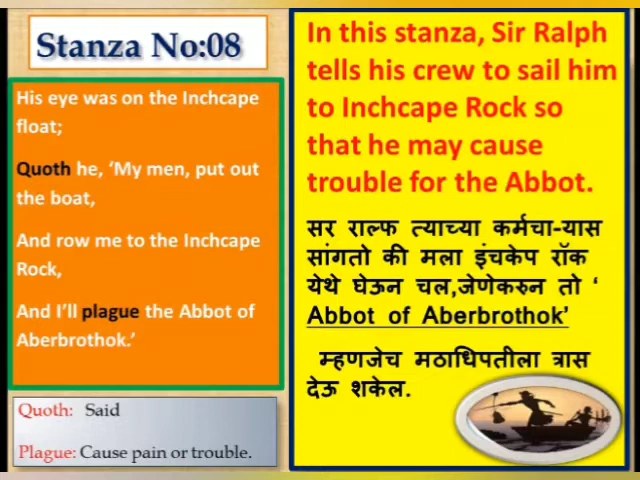 Stanza No:08
His eye was on the Inchcape
float;
Quoth he, ‘My men, put out
the boat,
And row me to the Inchcape
Rock,
And I’ll plague the Abbot of
Aberbrothok.’
Quoth: Said
Plague: Cause pain or trouble.
In this stanza, Sir Ralph
tells his crew to sail him
to Inchcape Rock so
that he may cause
trouble for the Abbot.
सर राल्फ त्याच्या कर्मचा-यास
सांगतो की मला इंचकेप रॉक
येथे घेऊन चल,जेणेकरुन तो ‘
Abbot of Aberbrothok’
म्हणजेच मठाधिपतीला त्रास
देऊ शकेल.